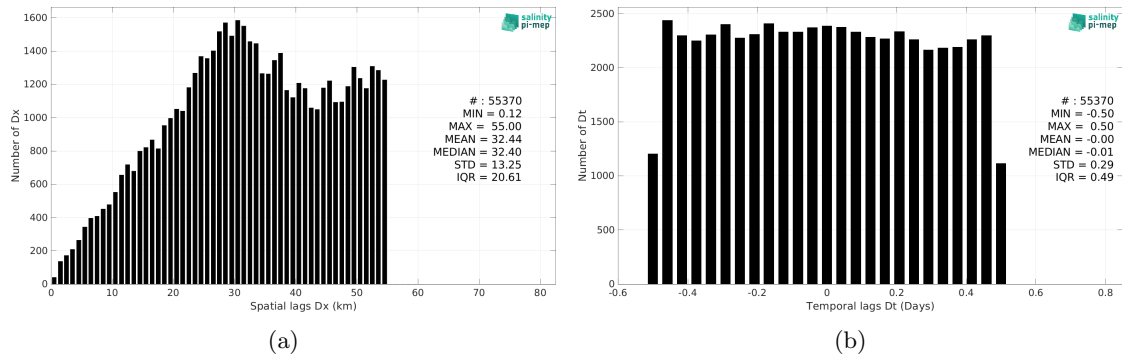 1600
1400
1200
1000
800
600
400
200
0
Number of Dx
0 10 20 30 40 50 60 70 80
Spatial lags Dx (km)
salinity
pi-mep
# : 55370
MIN = 0.12
MAX = 55.00
MEAN = 32.44
MEDIAN = 32.40
STD = 13.25
IQR = 20.61
(a)
2500
2000
1500
1000
500
0
Number of Dt
-0.6 -0.4 -0.2 0 0.2 0.4 0.6 0.8
Temporal lags Dt (Days)
salinity
pi-mep
# : 55370
MIN = -0.50
MAX = 0.50
MEAN = -0.00
MEDIAN = -0.01
STD = 0.29
IQR = 0.49
(b)